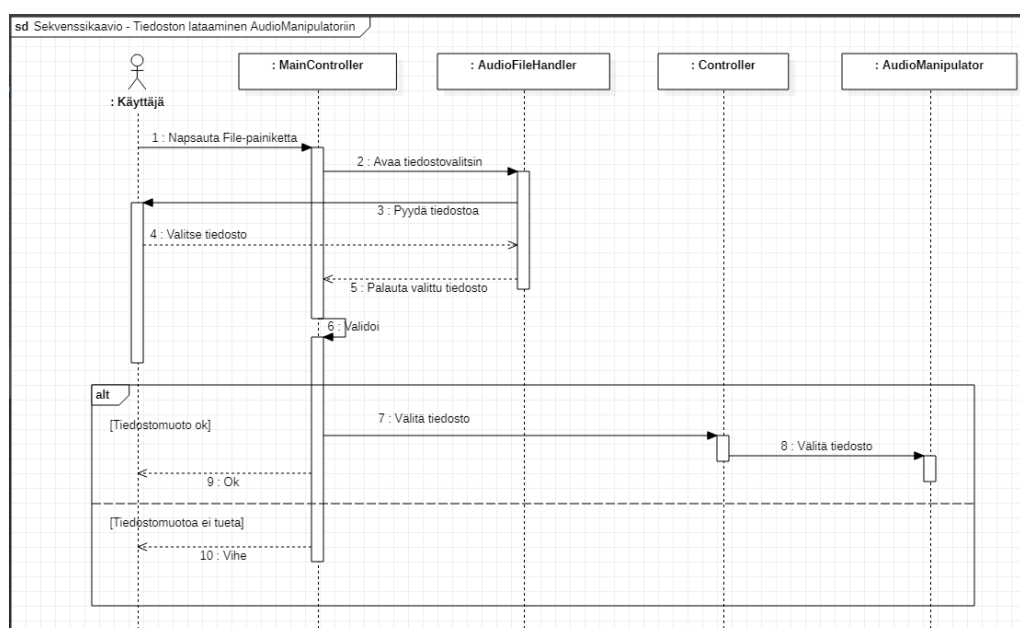 sd Sekvenssikaavio - Tiedoston lataaminen AudioManipulatoriin
: Käyttäjä
: MainController
: AudioFileHandler
: Controller
: AudioManipulator
1 : Napsauta File-painiketta
2 : Avaa tiedostovalitsin
3 : Pyydä tiedostoa
4 : Valitse tiedosto
5 : Palauta valittu tiedosto
6 : Validoi
alt
[Tiedostomuoto ok]
7 : Välitä tiedosto
8 : Välitä tiedosto
9 : Ok
[Tiedostomuotoa ei tueta]
10 : Vihe